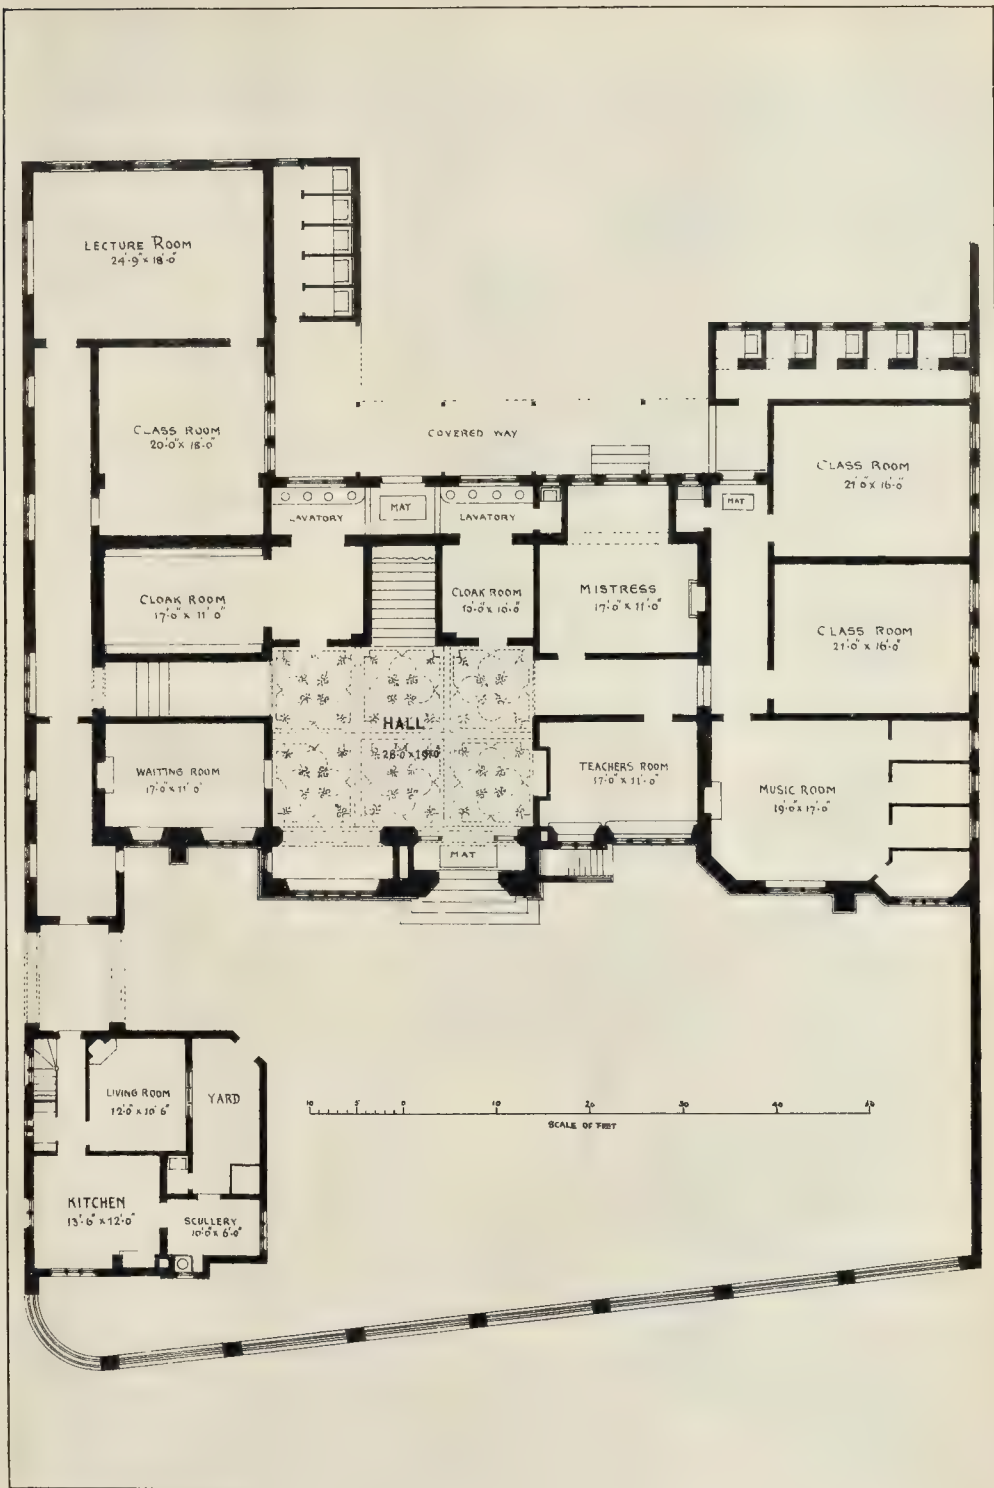 LECTURE ROOM
24'-9" x 18'-0"
CLASS ROOM
20'-0" x 18'-0"
COVERED WAY
CLASS ROOM
21'-0" x 16'-0"
LAVATORY
MAT
LAVATORY
MAT
CLOAK ROOM
17'-0" x 11'-0"
CLOAK ROOM
10'-0" x 10'-0"
MISTRESS
17'-0" x 11'-0"
CLASS ROOM
21'-0" x 16'-0"
HALL
28'-0" x 19'-0"
WAITING ROOM
17'-0" x 11'-0"
TEACHERS ROOM
17'-0" x 11'-0"
MUSIC ROOM
19'-0" x 17'-0"
MAT
LIVING ROOM
12'-0" x 10'-6"
YARD
10 5 0 10 20 30 40 50
SCALE OF FEET
KITCHEN
13'-6" x 12'-0"
SCULLERY
10'-0" x 6'-0"